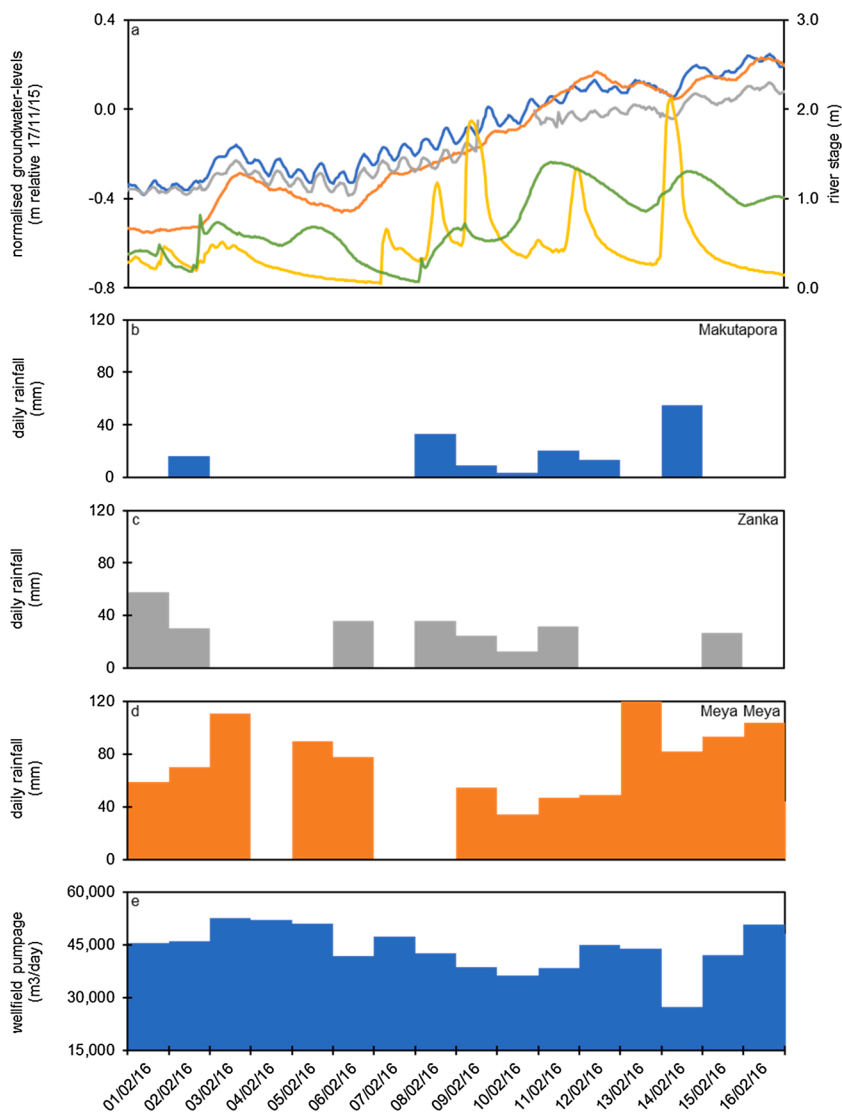 a
0.4
0.0
-0.4
-0.8
3.0
2.0
1.0
0.0
normalised groundwater-levels
(m relative 17/11/15)
river stage (m)
b
Makutapora
120
80
40
0
daily rainfall
(mm)
c
Zanka
120
80
40
0
daily rainfall
(mm)
d
Meya Meya
120
80
40
0
daily rainfall
(mm)
e
60,000
45,000
30,000
15,000
wellfield pumpage
(m3/day)
01/02/16
02/02/16
03/02/16
04/02/16
05/02/16
06/02/16
07/02/16
08/02/16
09/02/16
10/02/16
11/02/16
12/02/16
13/02/16
14/02/16
15/02/16
16/02/16